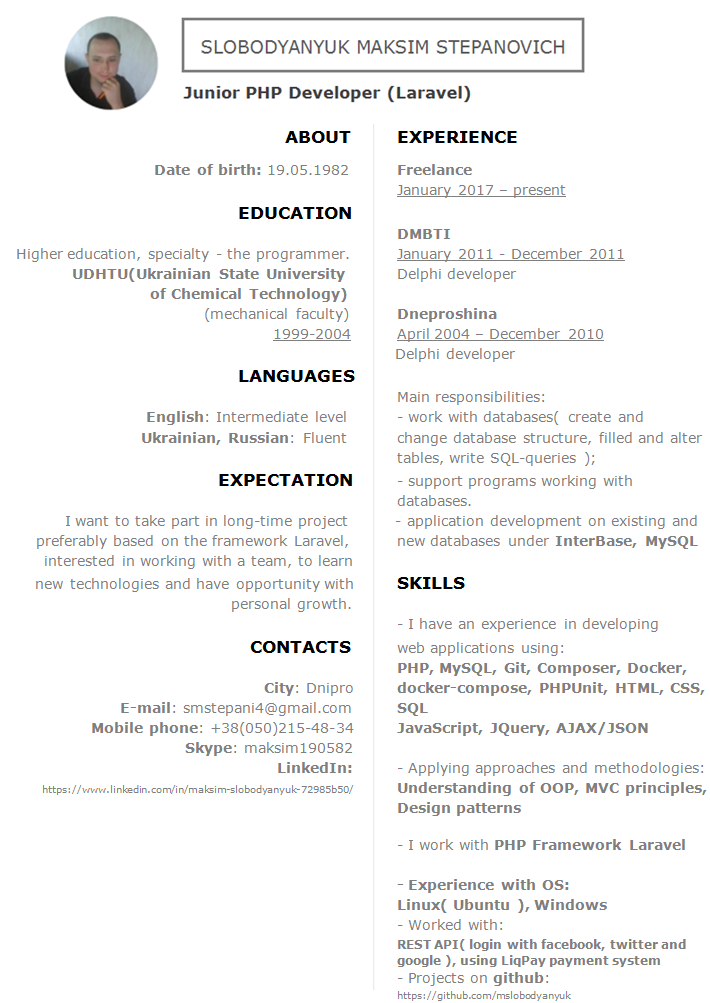 SLOBODYANYUK MAKSIM STEPANOVICH
Junior PHP Developer (Laravel)
ABOUT
Date of birth: 19.05.1982
EDUCATION
Higher education, specialty - the programmer.
UDHTU(Ukrainian State University
of Chemical Technology)
(mechanical faculty)
1999-2004
LANGUAGES
English: Intermediate level
Ukrainian, Russian: Fluent
EXPECTATION
I want to take part in long-time project
preferably based on the framework Laravel,
interested in working with a team, to learn
new technologies and have opportunity with
personal growth.
CONTACTS
City: Dnipro
E-mail: smstepani4@gmail.com
Mobile phone: +38(050)215-48-34
Skype: maksim190582
LinkedIn:
https://www.linkedin.com/in/maksim-slobodyanyuk-72985b50/
EXPERIENCE
Freelance
January 2017 – present
DMBTI
January 2011 - December 2011
Delphi developer
Dneproshina
April 2004 – December 2010
Delphi developer
Main responsibilities:
- work with databases( create and
change database structure, filled and alter
tables, write SQL-queries );
- support programs working with
databases.
- application development on existing and
new databases under InterBase, MySQL
SKILLS
- I have an experience in developing
web applications using:
PHP, MySQL, Git, Composer, Docker,
docker-compose, PHPUnit, HTML, CSS,
SQL
JavaScript, JQuery, AJAX/JSON
- Applying approaches and methodologies:
Understanding of OOP, MVC principles,
Design patterns
- I work with PHP Framework Laravel
- Experience with OS:
Linux( Ubuntu ), Windows
- Worked with:
REST API( login with facebook, twitter and
google ), using LiqPay payment system
- Projects on github:
https://github.com/mslobodyanyuk